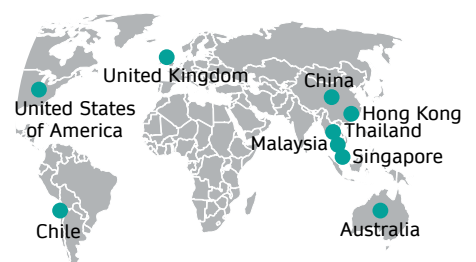 United Kingdom
China
United States
of America
Hong Kong
Thailand
Malaysia
Singapore
Chile
Australia